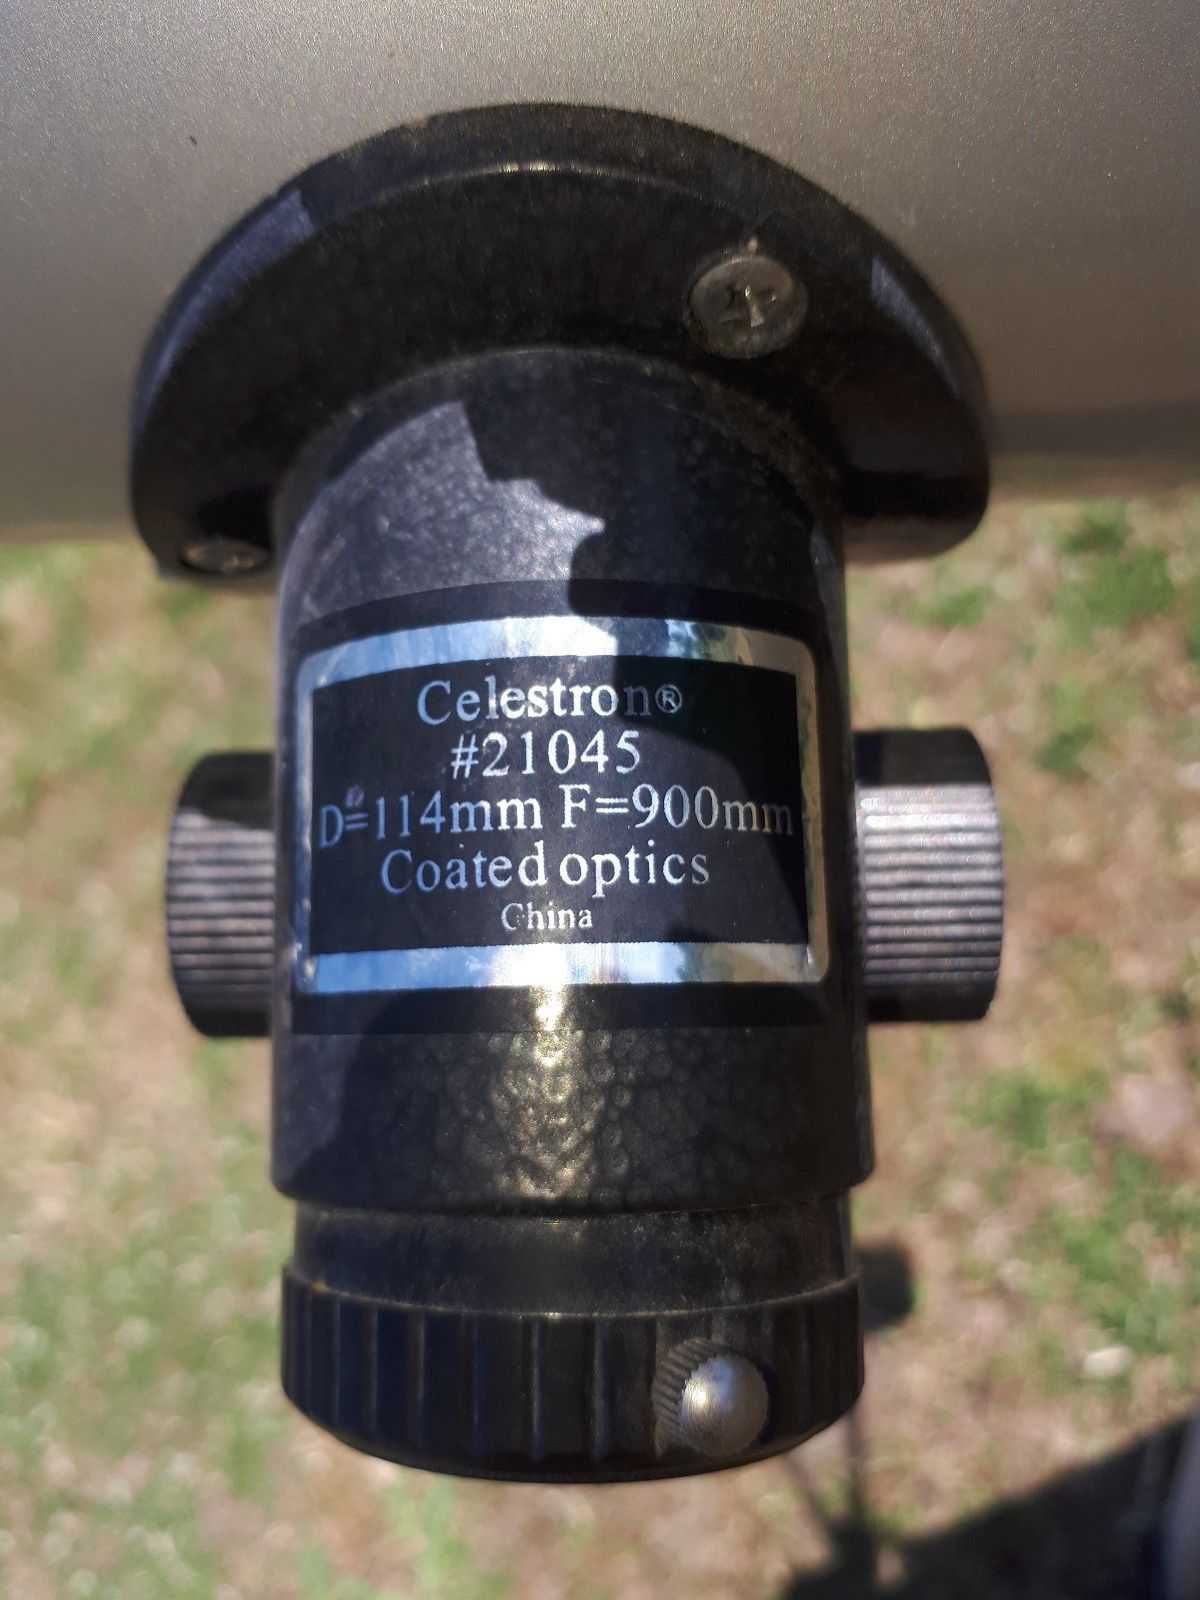 Celestron®
#21045
D=114mm F=900mm
Coated optics
China